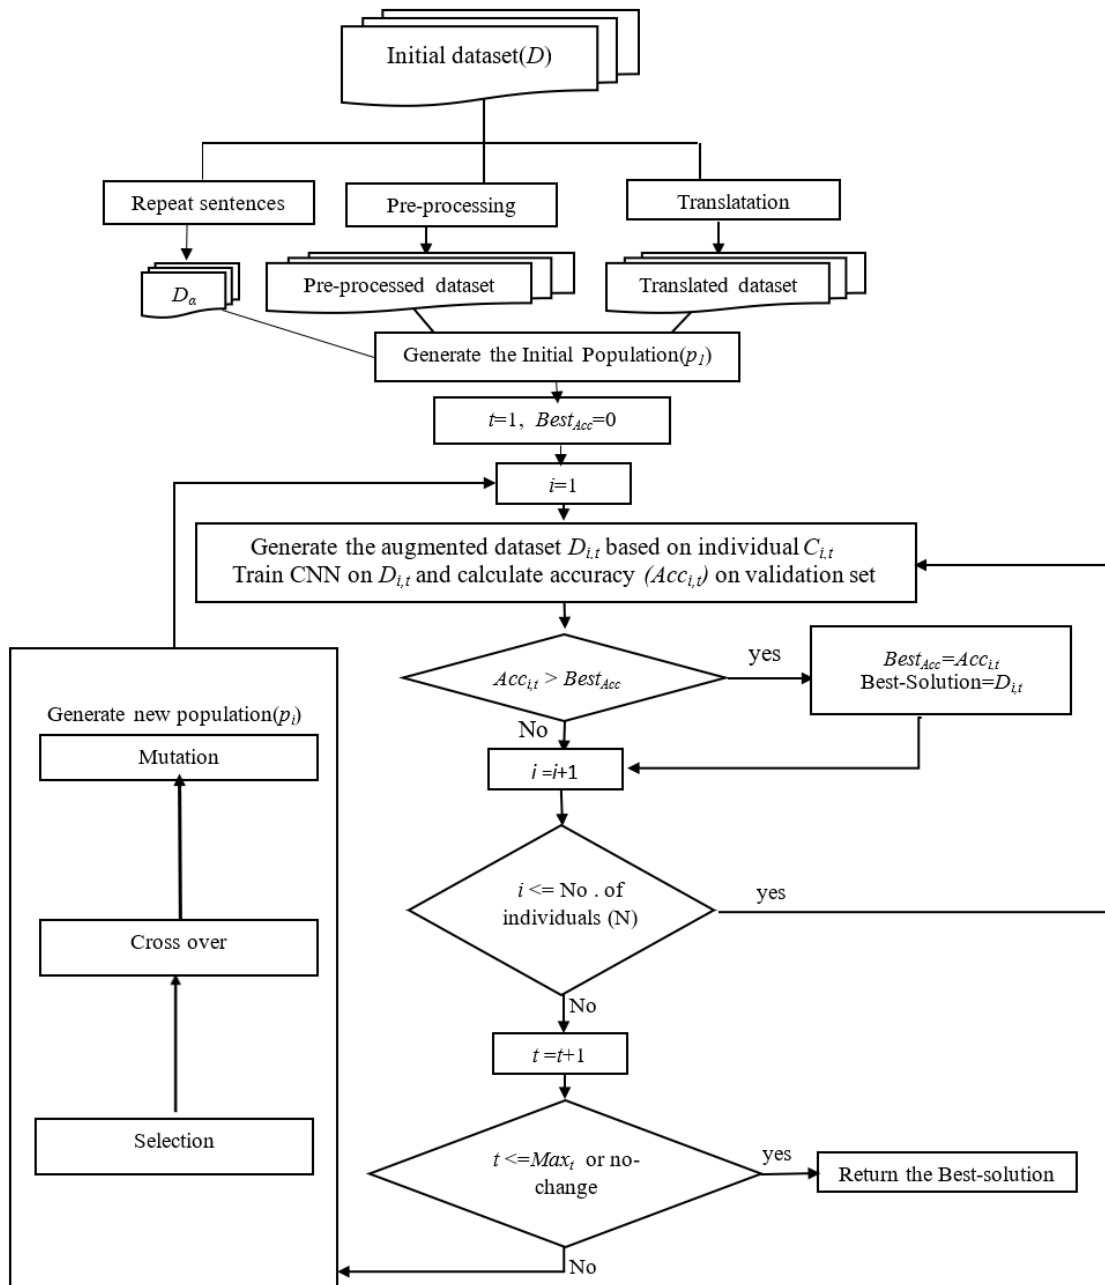 Initial dataset(D)
Repeat sentences
Pre-processing
Translatation
Dα
Pre-processed dataset
Translated dataset
Generate the Initial Population(p1)
t=1, BestAcc=0
i=1
Generate the augmented dataset Di,t based on individual Ci,t
Train CNN on Di,t and calculate accuracy (Acci,t) on validation set
Acci,t > BestAcc
yes
BestAcc=Acci,t
Best-Solution=Di,t
No
i =i+1
i <= No . of
individuals (N)
yes
No
t =t+1
t <=Maxt or no-
change
yes
Return the Best-solution
No
Generate new population(pi)
Mutation
Cross over
Selection